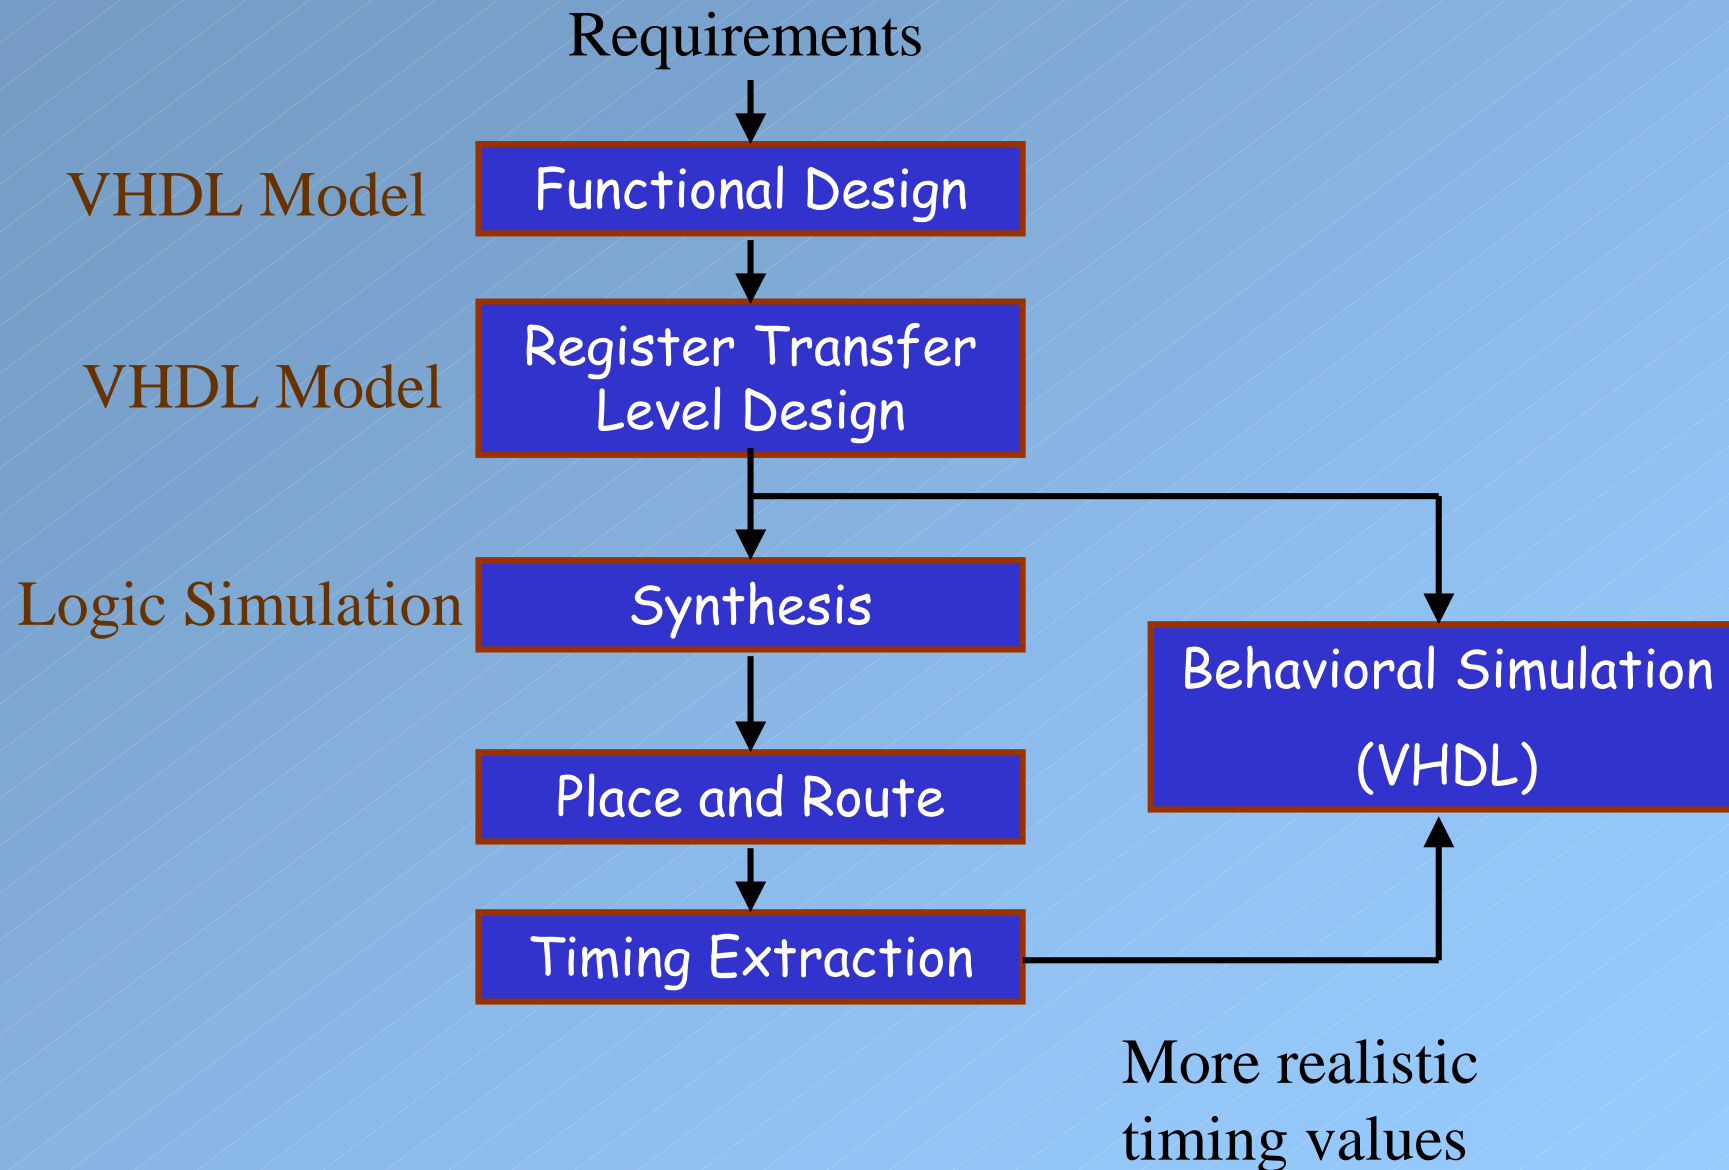 Requirements
VHDL Model
Functional Design
VHDL Model
Register Transfer
Level Design
Logic Simulation
Synthesis
Behavioral Simulation
(VHDL)
Place and Route
Timing Extraction
More realistic
timing values